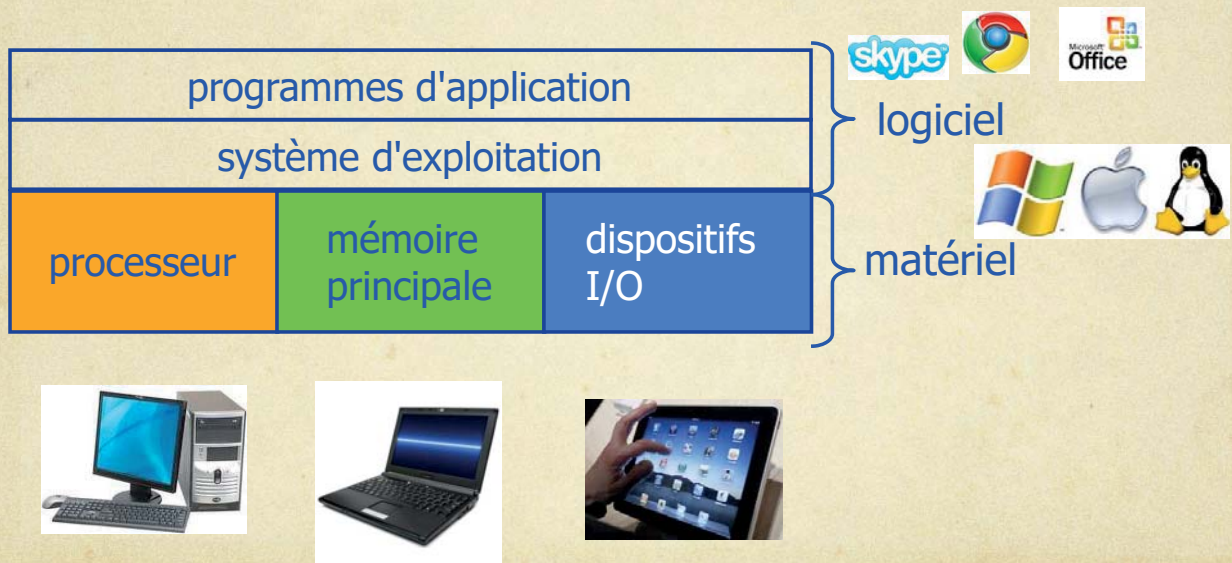 skype
Microsoft
Office
programmes d'application
logiciel
système d'exploitation
processeur
mémoire
principale
dispositifs
I/O
matériel